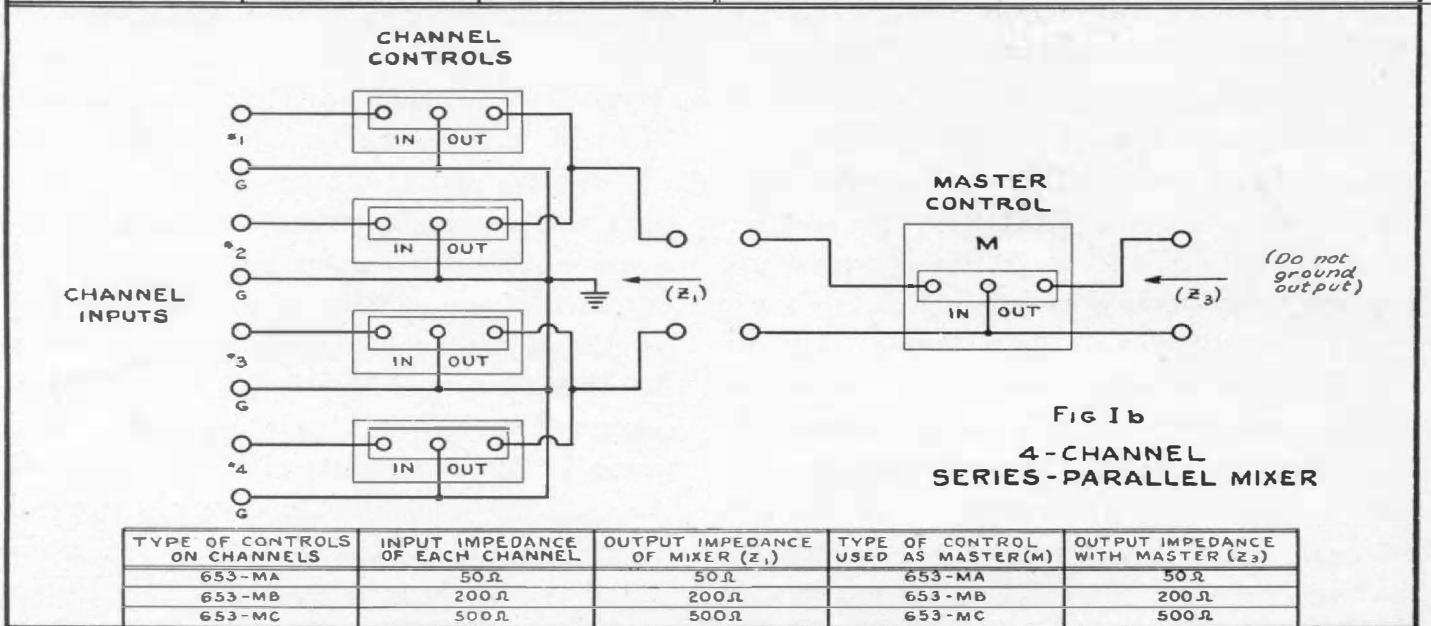 CHANNEL
CONTROLS
#1
IN OUT
G
#2
IN OUT
G
CHANNEL
INPUTS
#3
IN OUT
G
#4
IN OUT
G
(Z₁)
MASTER
CONTROL
M
IN OUT
(Z₃)
(Do not
ground
output)
FIG I b
4-CHANNEL
SERIES-PARALLEL MIXER
TYPE OF CONTROLS ON CHANNELS | INPUT IMPEDANCE OF EACH CHANNEL | OUTPUT IMPEDANCE OF MIXER (Z₁) | TYPE OF CONTROL USED AS MASTER(M) | OUTPUT IMPEDANCE WITH MASTER (Z₃)
653-MA 50Ω 50Ω 653-MA 50Ω
653-MB 200Ω 200Ω 653-MB 200Ω
653-MC 500Ω 500Ω 653-MC 500Ω